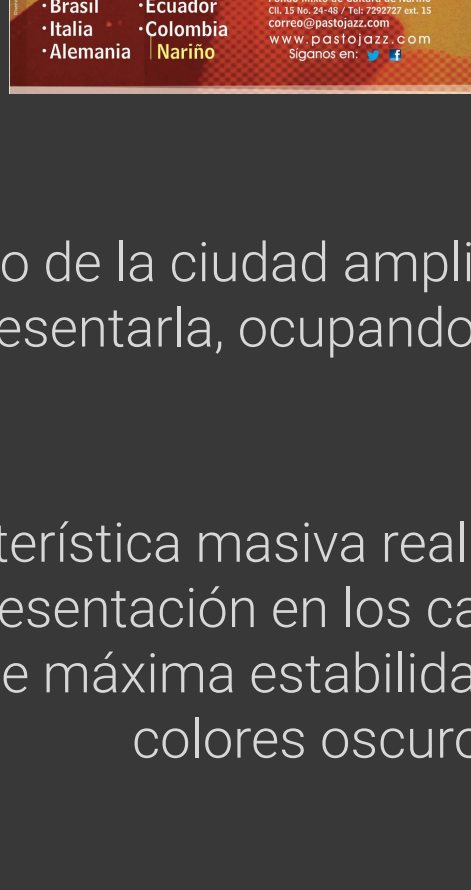 ·Brasil ·Ecuador
·Italia ·Colombia
·Alemania Nariño
Cll. 15 No. 24-48 / Tel: 7292727 ext. 15
correo@pastojazz.com
www.pastojazz.com
Síganos en:
o de la ciudad ampli
esentarla, ocupando
terística masiva real
esentación en los ca
e máxima estabilida
colores oscuro